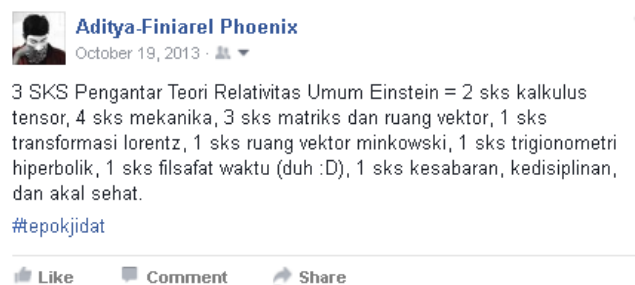 Aditya-Finiarel Phoenix
October 19, 2013 ·
3 SKS Pengantar Teori Relativitas Umum Einstein = 2 sks kalkulus
tensor, 4 sks mekanika, 3 sks matriks dan ruang vektor, 1 sks
transformasi lorentz, 1 sks ruang vektor minkowski, 1 sks trigionometri
hiperbolik, 1 sks filsafat waktu (duh :D), 1 sks kesabaran, kedisiplinan,
dan akal sehat.
#tepokjidat
Like Comment Share